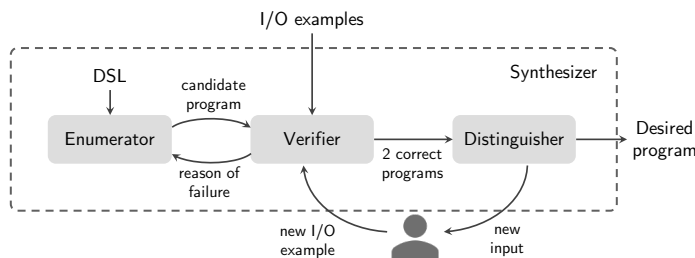 I/O examples
Synthesizer
DSL
candidate
program
Enumerator
Verifier
Distinguisher
Desired
program
reason of
failure
2 correct
programs
new I/O
example
new
input